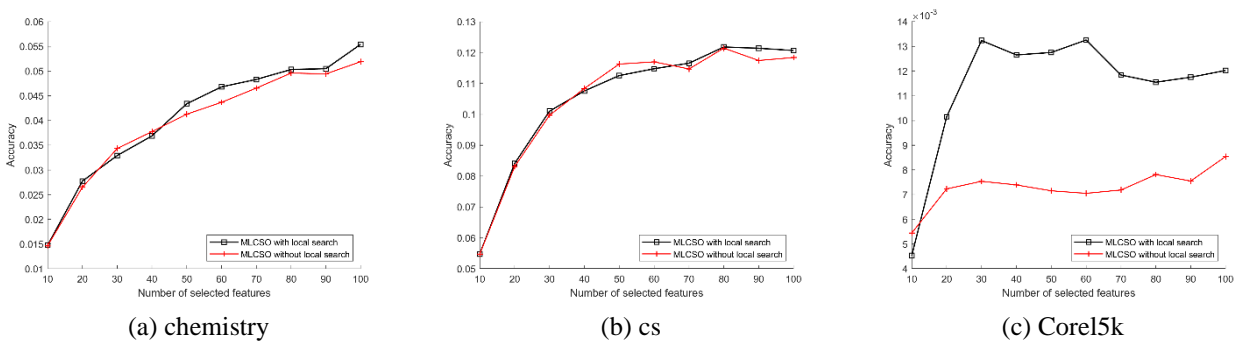 0.06
0.055
0.05
0.045
0.04
0.035
0.03
0.025
0.02
0.015
0.01
Accuracy
10 20 30 40 50 60 70 80 90 100
Number of selected features
MLCSO with local search
MLCSO without local search
(a) chemistry
0.14
0.13
0.12
0.11
0.1
0.09
0.08
0.07
0.06
0.05
Accuracy
10 20 30 40 50 60 70 80 90 100
Number of selected features
MLCSO with local search
MLCSO without local search
(b) cs
×10⁻³
14
13
12
11
10
9
8
7
6
5
4
Accuracy
10 20 30 40 50 60 70 80 90 100
Number of selected features
MLCSO with local search
MLCSO without local search
(c) Corel5k